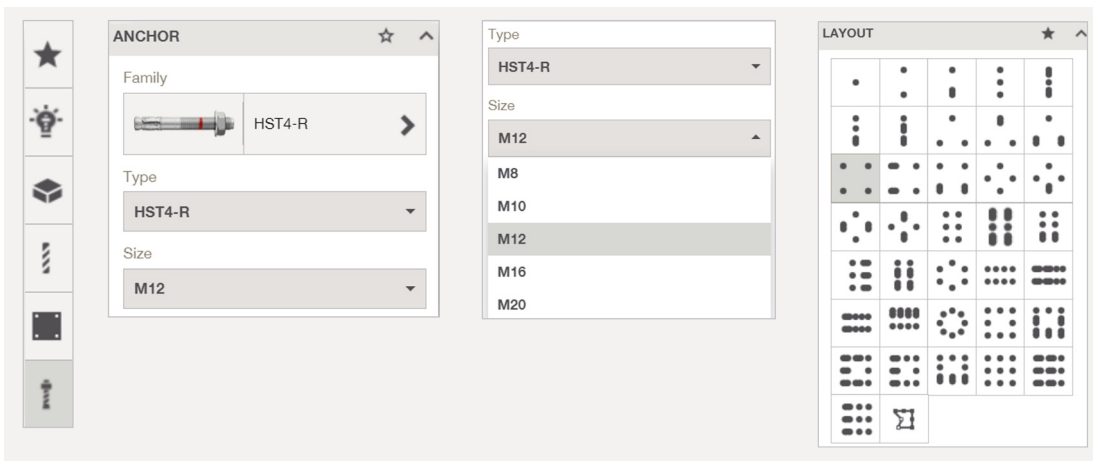 ANCHOR
Family
HST4-R
Type
HST4-R
Size
M12
Type
HST4-R
Size
M12
M8
M10
M12
M16
M20
LAYOUT